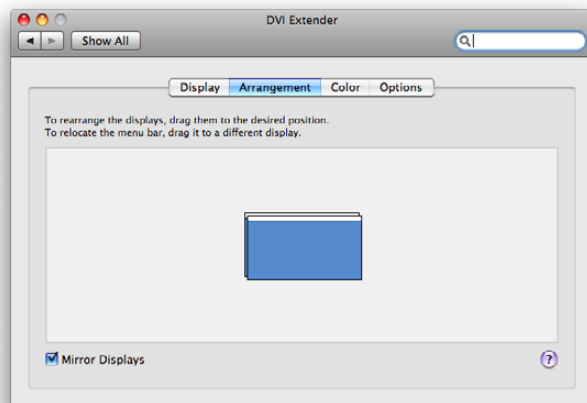 DVI Extender
Show All
Display Arrangement Color Options
To rearrange the displays, drag them to the desired position.
To relocate the menu bar, drag it to a different display.
Mirror Displays
?